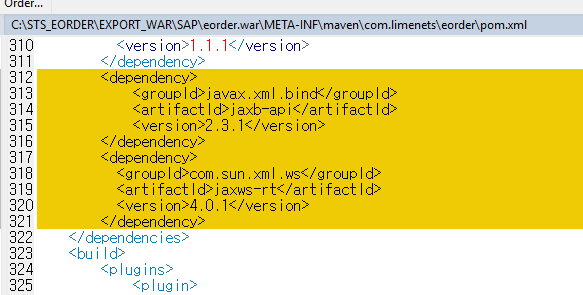 Order...
C:\STS_EORDER\EXPORT_WAR\SAP\eorder.war\META-INF\maven\com.limenets\eorder\pom.xml
310 <version>1.1.1</version>
311 </dependency>
312 <dependency>
313 <groupId>javax.xml.bind</groupId>
314 <artifactId>jaxb-api</artifactId>
315 <version>2.3.1</version>
316 </dependency>
317 <dependency>
318 <groupId>com.sun.xml.ws</groupId>
319 <artifactId>jaxws-rt</artifactId>
320 <version>4.0.1</version>
321 </dependency>
322 </dependencies>
323 <build>
324 <plugins>
325 <plugin>